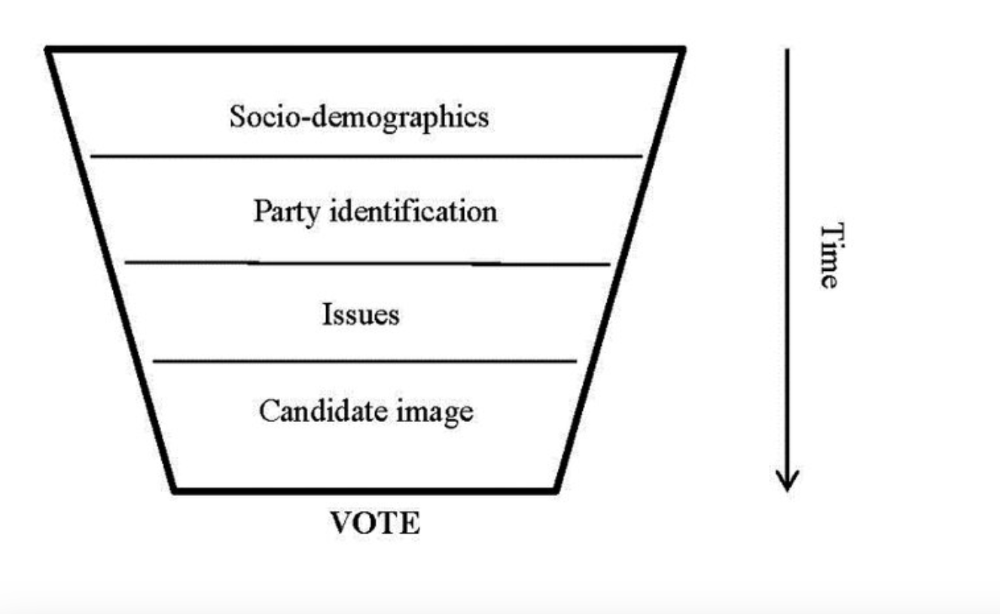 Socio-demographics
Party identification
Issues
Candidate image
VOTE
Time